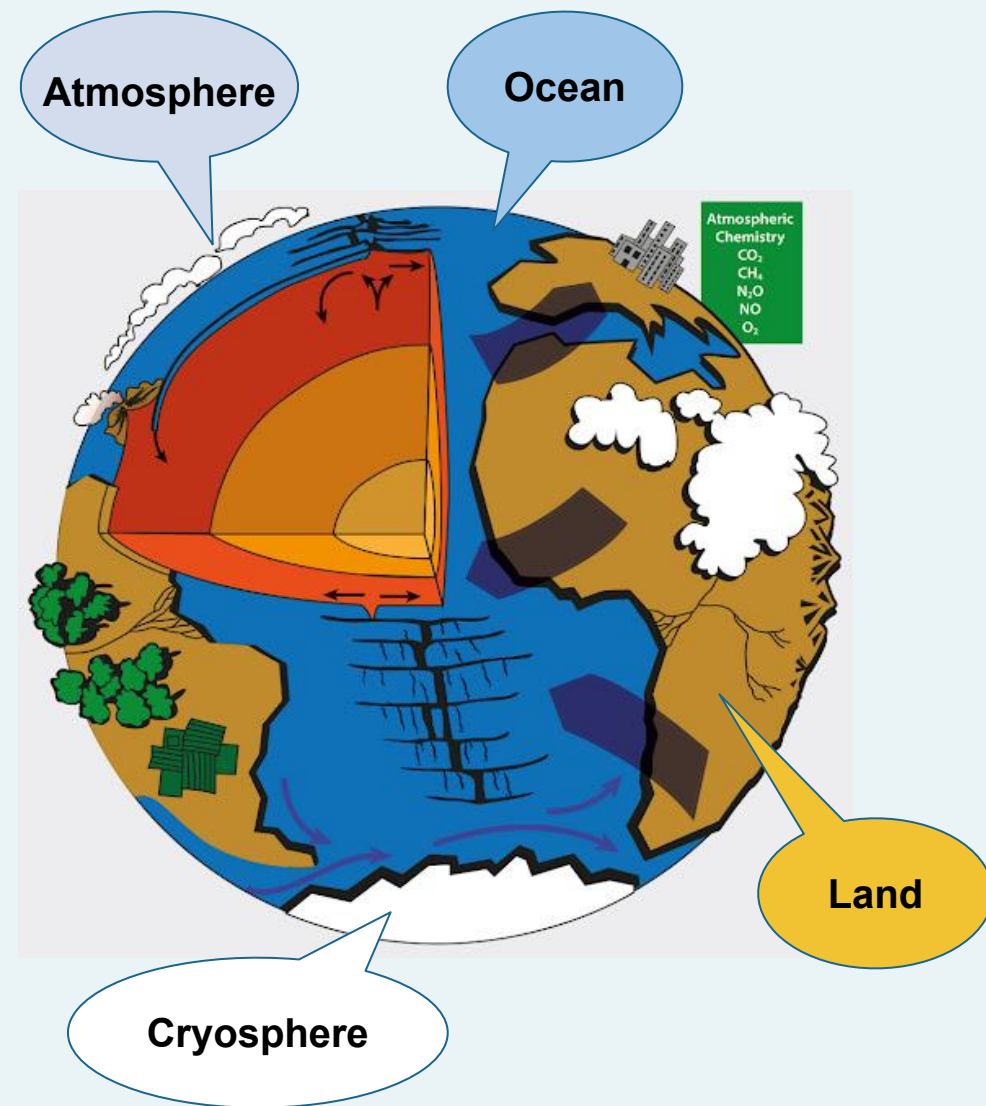 Atmosphere
Ocean
Atmospheric
Chemistry
CO₂
CH₄
N₂O
NO
O₂
Land
Cryosphere